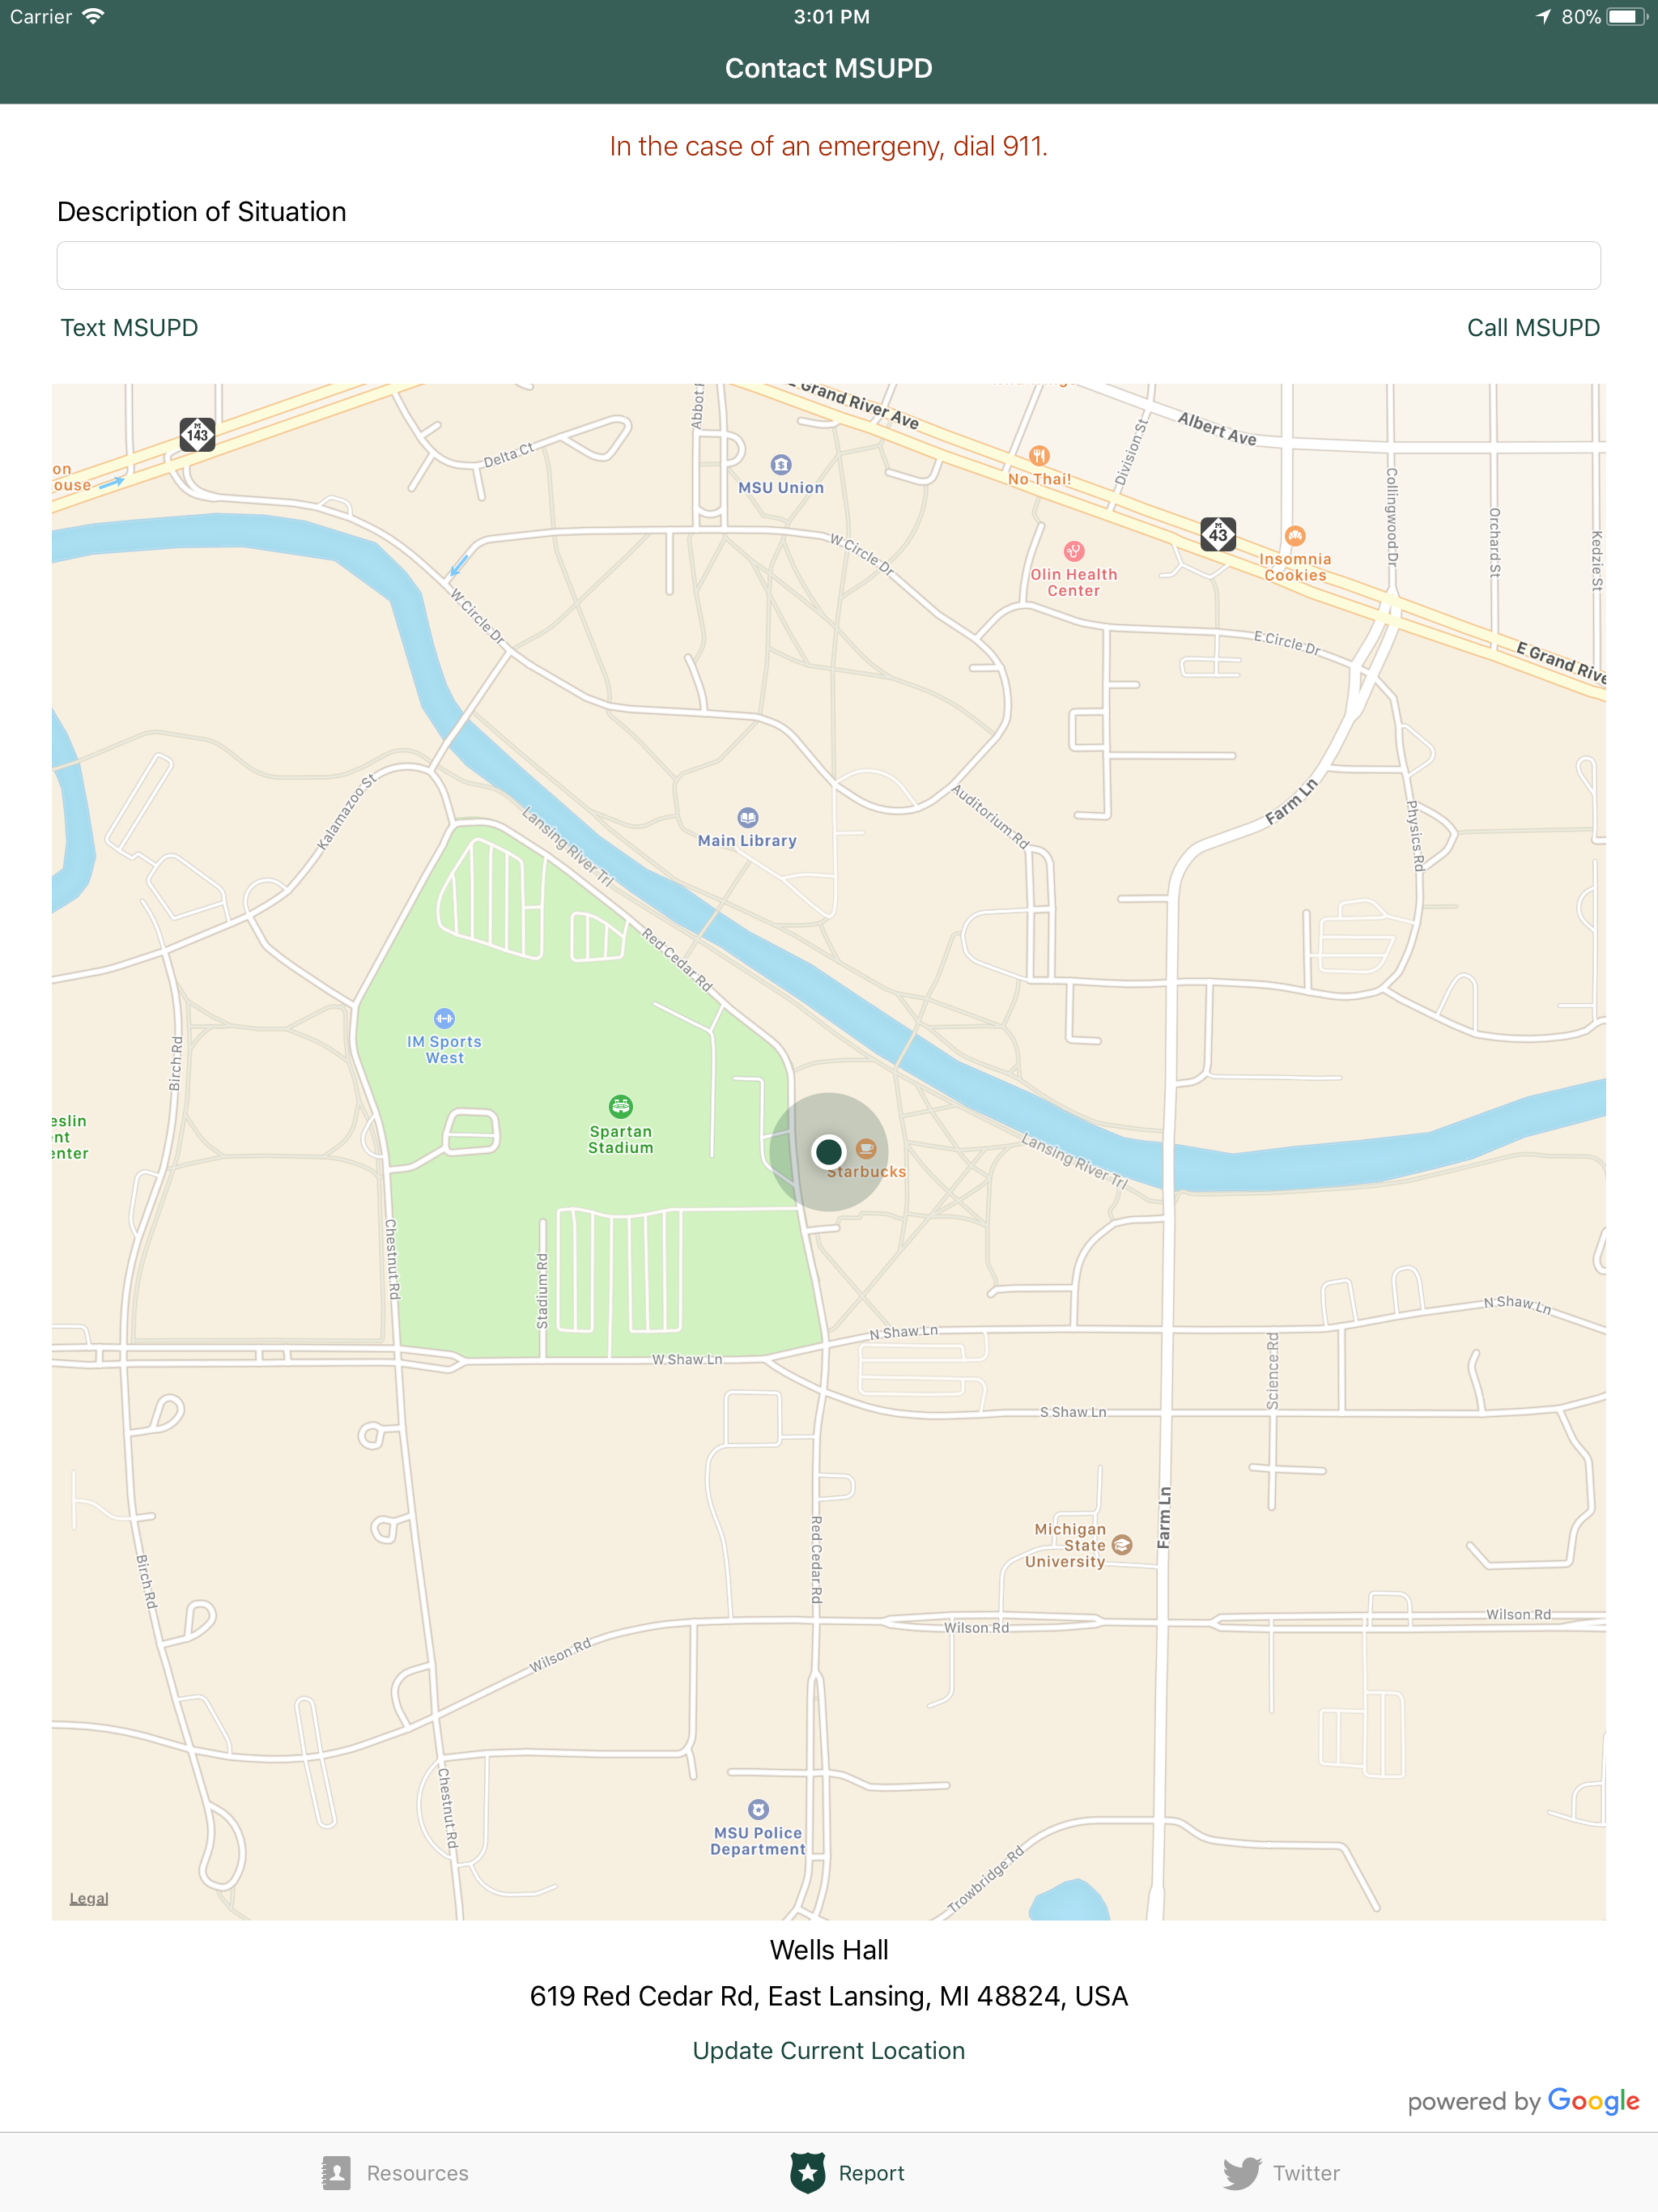 Carrier
3:01 PM
80%
Contact MSUPD
In the case of an emergeny, dial 911.
Description of Situation
Text MSUPD
Call MSUPD
E Grand River Ave
Albert Ave
M
143
Delta Ct
MSU Union
No Thai!
Division St
Collingwood Dr
Orchard St
Kedzie St
on
ouse
M
43
Insomnia
Cookies
W Circle Dr
Olin Health
Center
W Circle Dr
E Circle Dr
E Grand Rive
Kalamazoo St
Lansing River Trl
Main Library
Auditorium Rd
Farm Ln
Physics Rd
Red Cedar Rd
IM Sports
West
Birch Rd
Spartan
Stadium
eslin
nt
enter
Starbucks
Lansing River Trl
Chestnut Rd
Stadium Rd
N Shaw Ln
N Shaw Ln
W Shaw Ln
Science Rd
S Shaw Ln
Michigan
State
University
Farm Ln
Birch Rd
Red Cedar Rd
Wilson Rd
Wilson Rd
Wilson Rd
Chestnut Rd
MSU Police
Department
Trowbridge Rd
Legal
Wells Hall
619 Red Cedar Rd, East Lansing, MI 48824, USA
Update Current Location
powered by Google
Resources
Report
Twitter